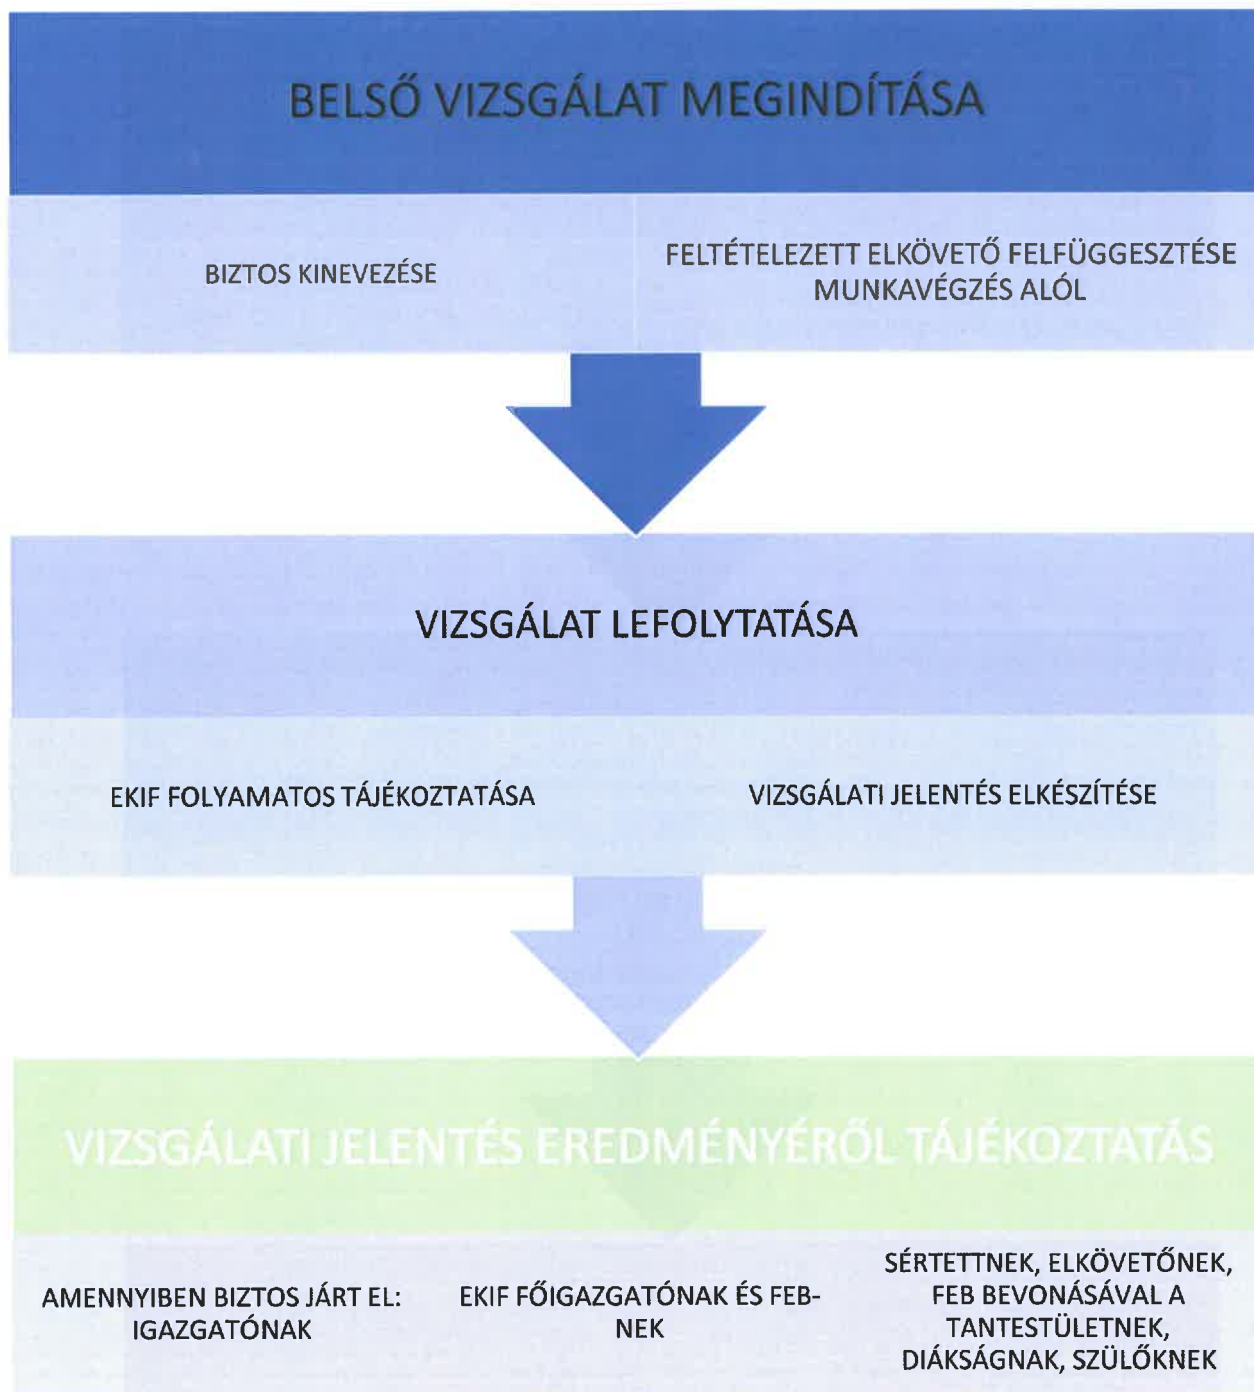 BELSŐ VIZSGÁLAT MEGINDÍTÁSA
BIZTOS KINEVEZÉSE
FELTÉTELEZETT ELKÖVETŐ FELFÜGGESZTÉSE
MUNKAVÉGZÉS ALÓL
VIZSGÁLAT LEFOLYTATÁSA
EKIF FOLYAMATOS TÁJÉKOZTATÁSA
VIZSGÁLATI JELENTÉS ELKÉSZÍTÉSE
VIZSGÁLATI JELENTÉS EREDMÉNYÉRŐL TÁJÉKOZTATÁS
AMENNYIBEN BIZTOS JÁRT EL:
IGAZGATÓNAK
EKIF FŐIGAZGATÓNAK ÉS FEB-
NEK
SÉRTETTNEK, ELKÖVETŐNEK,
FEB BEVONÁSÁVAL A
TANTESTÜLETNEK,
DIÁKSÁGNAK, SZÜLŐKNEK